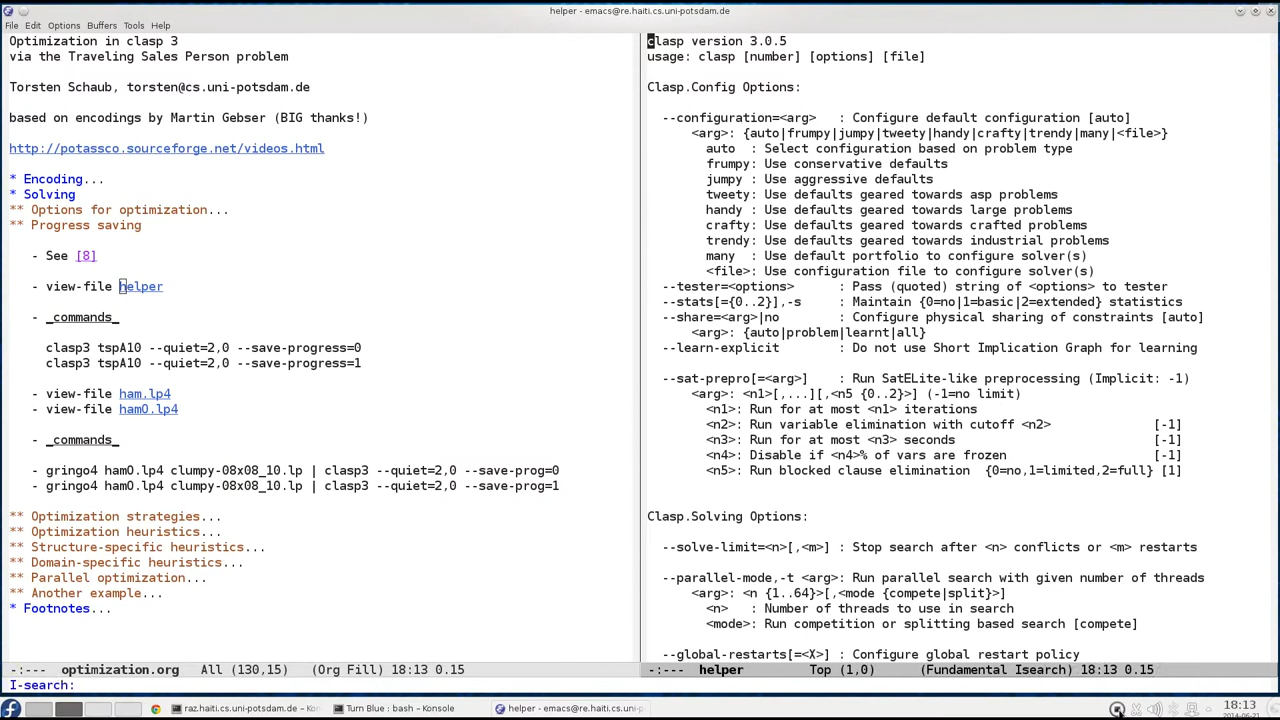 helper - emacs@re.haiti.cs.uni-potsdam.de
File Edit Options Buffers Tools Help
Optimization in clasp 3
via the Traveling Sales Person problem
Torsten Schaub, torsten@cs.uni-potsdam.de
based on encodings by Martin Gebser (BIG thanks!)
http://potassco.sourceforge.net/videos.html
* Encoding...
* Solving
** Options for optimization...
** Progress saving
- See [8]
- view-file helper
- _commands_
clasp3 tspA10 --quiet=2,0 --save-progress=0
clasp3 tspA10 --quiet=2,0 --save-progress=1
- view-file ham.lp4
- view-file hamO.lp4
- _commands_
- gringo4 hamO.lp4 clumpy-08x08_10.lp | clasp3 --quiet=2,0 --save-prog=0
- gringo4 hamO.lp4 clumpy-08x08_10.lp | clasp3 --quiet=2,0 --save-prog=1
** Optimization strategies...
** Optimization heuristics...
** Structure-specific heuristics...
** Domain-specific heuristics...
** Parallel optimization...
** Another example...
* Footnotes...
-:--- optimization.org All (130,15) (Org Fill) 18:13 0.15
clasp version 3.0.5
usage: clasp [number] [options] [file]
Clasp.Config Options:
--configuration=<arg> : Configure default configuration [auto]
<arg>: {auto|frumpy|jumpy|tweety|handy|crafty|trendy|many|<file>}
auto : Select configuration based on problem type
frumpy: Use conservative defaults
jumpy : Use aggressive defaults
tweety: Use defaults geared towards asp problems
handy : Use defaults geared towards large problems
crafty: Use defaults geared towards crafted problems
trendy: Use defaults geared towards industrial problems
many : Use default portfolio to configure solver(s)
<file>: Use configuration file to configure solver(s)
--tester=<options> : Pass (quoted) string of <options> to tester
--stats[={0..2}],-s : Maintain {0=no|1=basic|2=extended} statistics
--share=<arg>|no : Configure physical sharing of constraints [auto]
<arg>: {auto|problem|learnt|all}
--learn-explicit : Do not use Short Implication Graph for learning
--sat-prepro[=<arg>] : Run SatELite-like preprocessing (Implicit: -1)
<arg>: <n1>[,...][,<n5 {0..2}>] (-1=no limit)
<n1>: Run for at most <n1> iterations
<n2>: Run variable elimination with cutoff <n2> [-1]
<n3>: Run for at most <n3> seconds [-1]
<n4>: Disable if <n4>% of vars are frozen [-1]
<n5>: Run blocked clause elimination {0=no,1=limited,2=full} [1]
Clasp.Solving Options:
--solve-limit=<n>[,<m>] : Stop search after <n> conflicts or <m> restarts
--parallel-mode,-t <arg>: Run parallel search with given number of threads
<arg>: <n {1..64}>[,<mode {compete|split}>]
<n> : Number of threads to use in search
<mode>: Run competition or splitting based search [compete]
--global-restarts[=<X>] : Configure global restart policy
-:--- helper Top (1,0) (Fundamental Isearch) 18:13 0.15
I-search:
raz.haiti.cs.uni-potsdam.de - Kon
Turn Blue : bash - Konsole
helper - emacs@re.haiti.cs.uni-p
18:13
2014-06-21